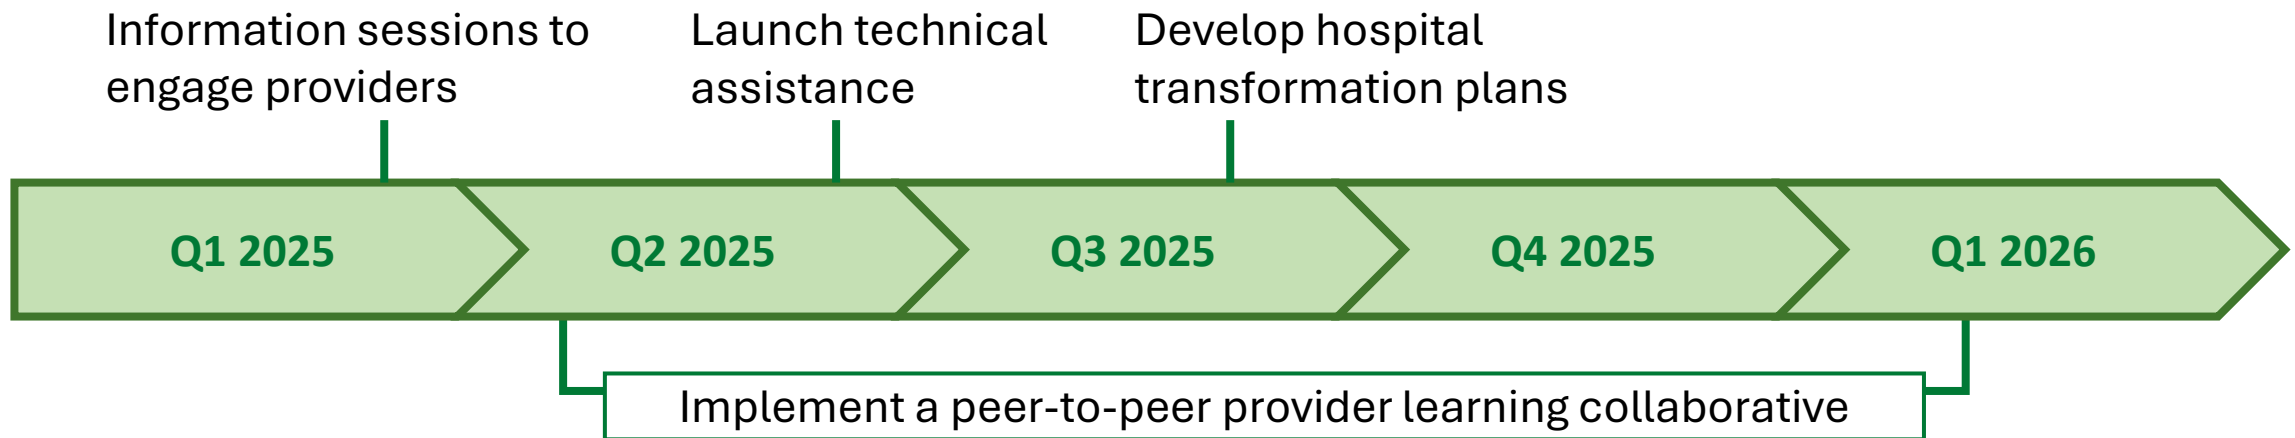 Information sessions to
engage providers
Launch technical
assistance
Develop hospital
transformation plans
Q1 2025
Q2 2025
Q3 2025
Q4 2025
Q1 2026
Implement a peer-to-peer provider learning collaborative